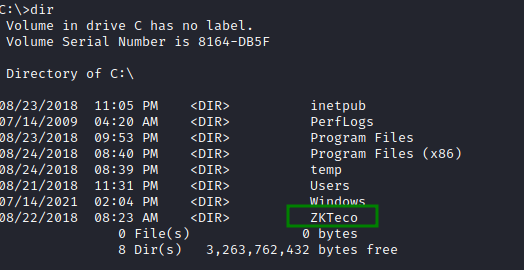 C:\>dir
Volume in drive C has no label.
Volume Serial Number is 8164-DB5F
Directory of C:\
08/23/2018 11:05 PM <DIR> inetpub
07/14/2009 04:20 AM <DIR> PerfLogs
08/23/2018 09:53 PM <DIR> Program Files
08/24/2018 08:40 PM <DIR> Program Files (x86)
08/24/2018 08:39 PM <DIR> temp
08/21/2018 11:31 PM <DIR> Users
07/14/2021 02:04 PM <DIR> Windows
08/22/2018 08:23 AM <DIR> ZKTeco
0 File(s) 0 bytes
8 Dir(s) 3,263,762,432 bytes free